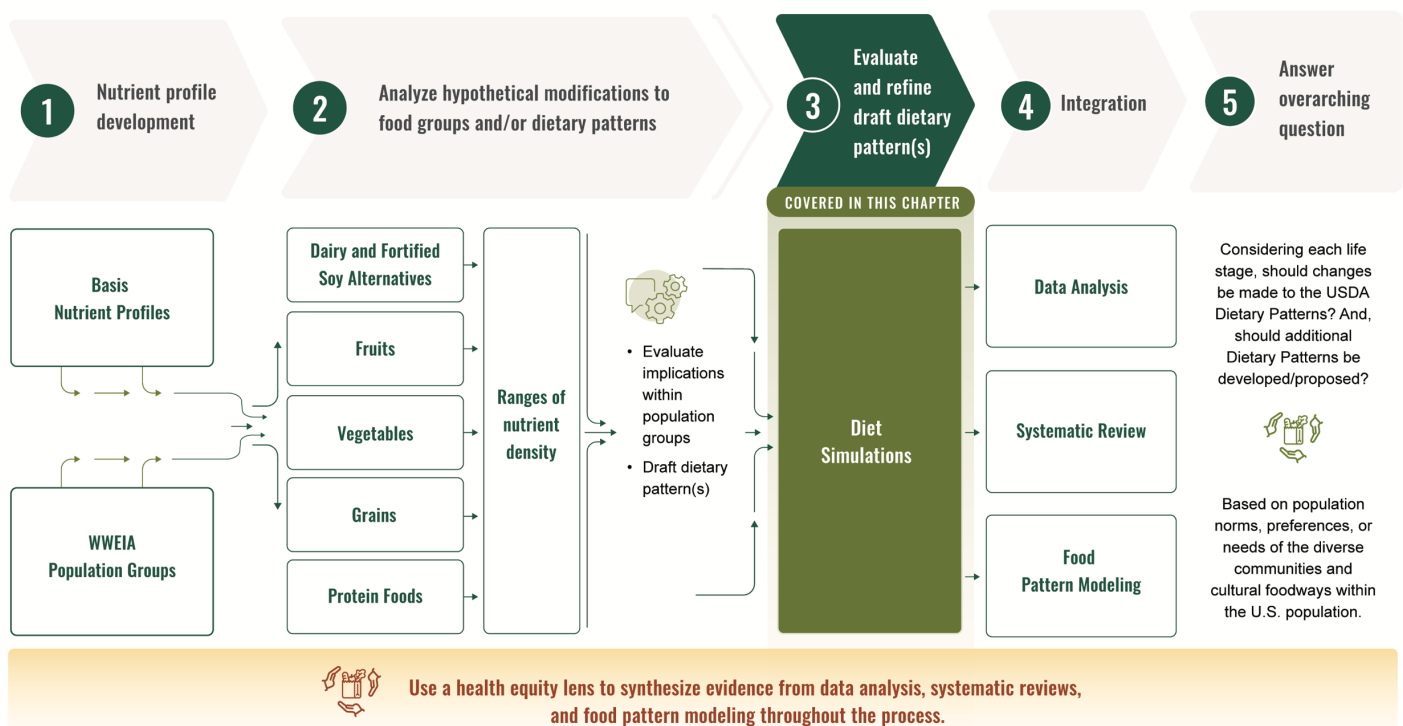 1
Nutrient profile
development
2
Analyze hypothetical modifications to
food groups and/or dietary patterns
3
Evaluate
and refine
draft dietary
pattern(s)
4
Integration
5
Answer
overarching
question
COVERED IN THIS CHAPTER
Basis
Nutrient Profiles
WWEIA
Population Groups
Dairy and Fortified
Soy Alternatives
Fruits
Vegetables
Grains
Protein Foods
Ranges of
nutrient
density
• Evaluate
implications
within
population
groups
• Draft dietary
pattern(s)
Diet
Simulations
Data Analysis
Systematic Review
Food
Pattern Modeling
Considering each life
stage, should changes
be made to the USDA
Dietary Patterns? And,
should additional
Dietary Patterns be
developed/proposed?
Based on population
norms, preferences, or
needs of the diverse
communities and
cultural foodways within
the U.S. population.
Use a health equity lens to synthesize evidence from data analysis, systematic reviews,
and food pattern modeling throughout the process.